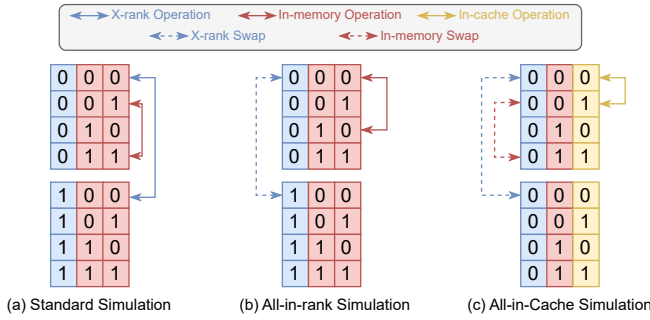 X-rank Operation In-memory Operation In-cache Operation
X-rank Swap In-memory Swap
0 0 0 0 0 0 0 0 0
0 0 1 0 0 1 0 0 1
0 1 0 0 1 0 0 1 0
0 1 1 0 1 1 0 1 1
1 0 0 1 0 0 0 0 0
1 0 1 1 0 1 0 0 1
1 1 0 1 1 0 0 1 0
1 1 1 1 1 1 0 1 1
(a) Standard Simulation (b) All-in-rank Simulation (c) All-in-Cache Simulation